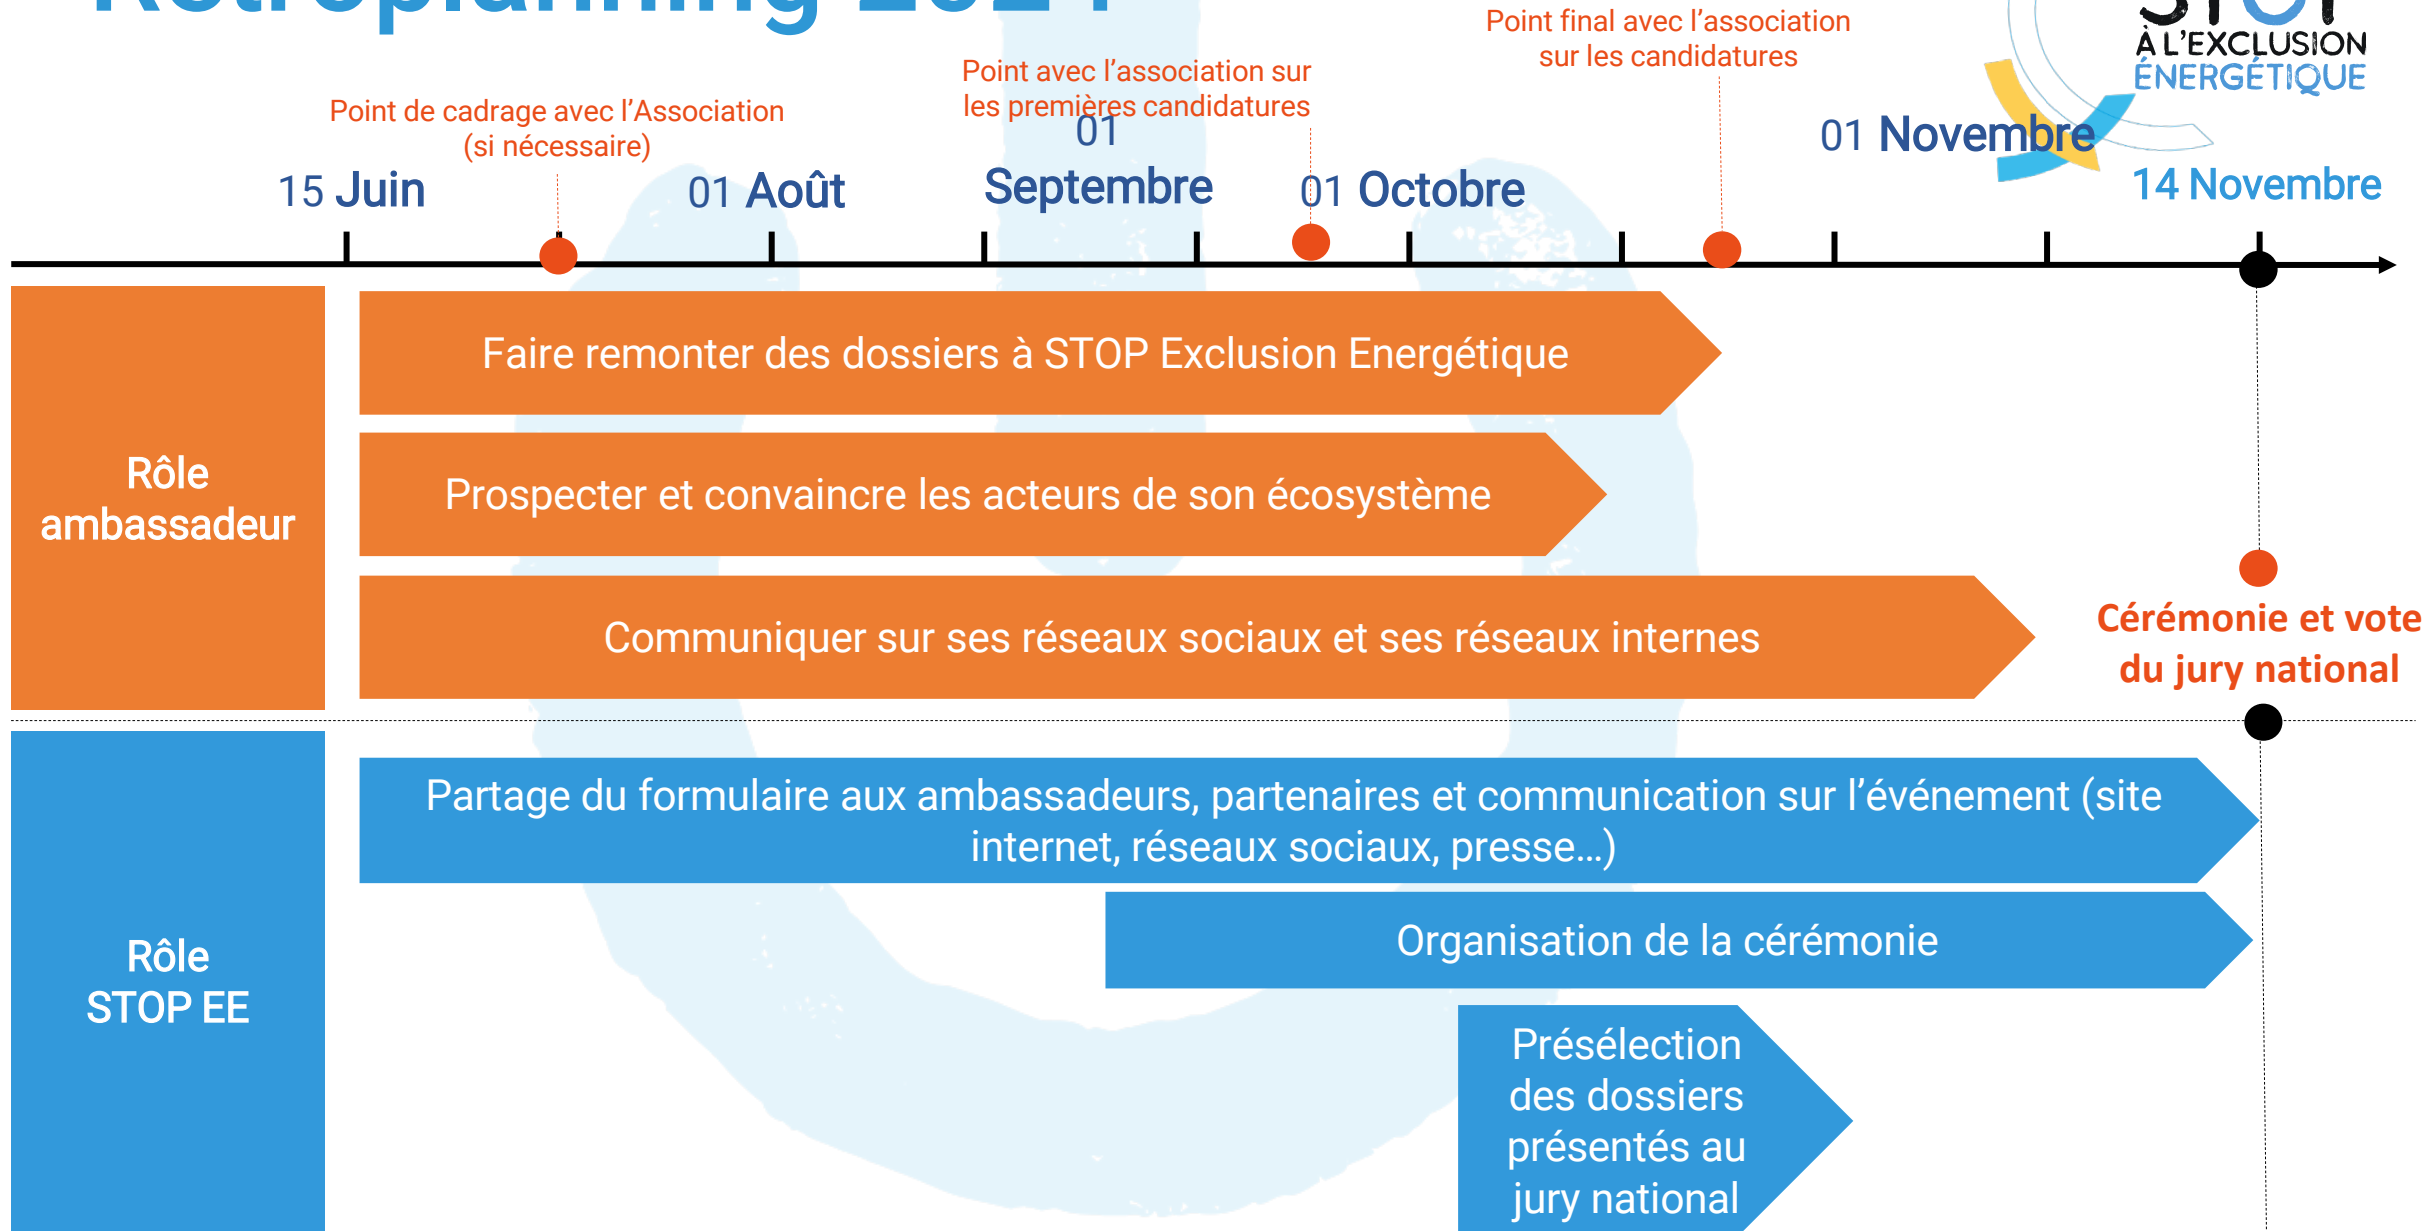 Rétroplanning 2024
STOP
À L'EXCLUSION
ÉNERGÉTIQUE
Point de cadrage avec l'Association
(si nécessaire)
Point avec l'association sur
les premières candidatures
Point final avec l'association
sur les candidatures
15 Juin
01 Août
01
Septembre
01 Octobre
01 Novembre
14 Novembre
Rôle
ambassadeur
Faire remonter des dossiers à STOP Exclusion Energétique
Prospecter et convaincre les acteurs de son écosystème
Communiquer sur ses réseaux sociaux et ses réseaux internes
Cérémonie et vote
du jury national
Rôle
STOP EE
Partage du formulaire aux ambassadeurs, partenaires et communication sur l'événement (site
internet, réseaux sociaux, presse…)
Organisation de la cérémonie
Présélection
des dossiers
présentés au
jury national